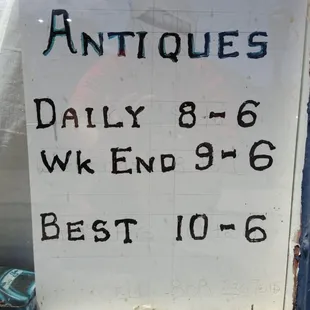 ANTIQUES
DAILY 8-6
WK END 9-6
BEST 10-6